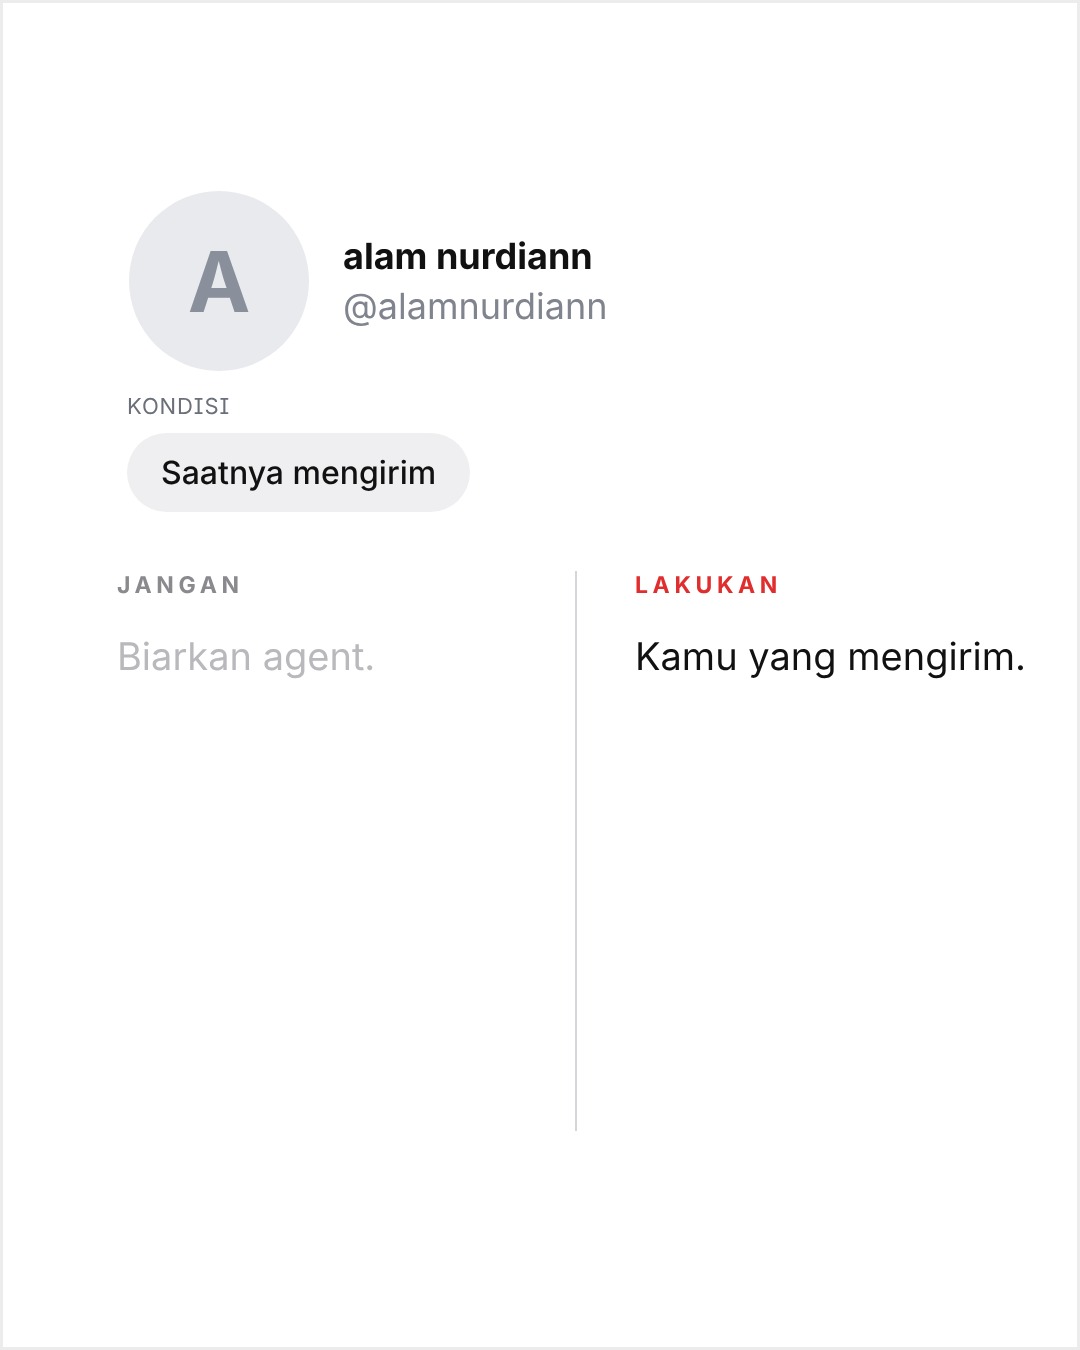 A
alam nurdiann
@alamnurdiann
KONDISI
Saatnya mengirim
JANGAN
Biarkan agent.
LAKUKAN
Kamu yang mengirim.